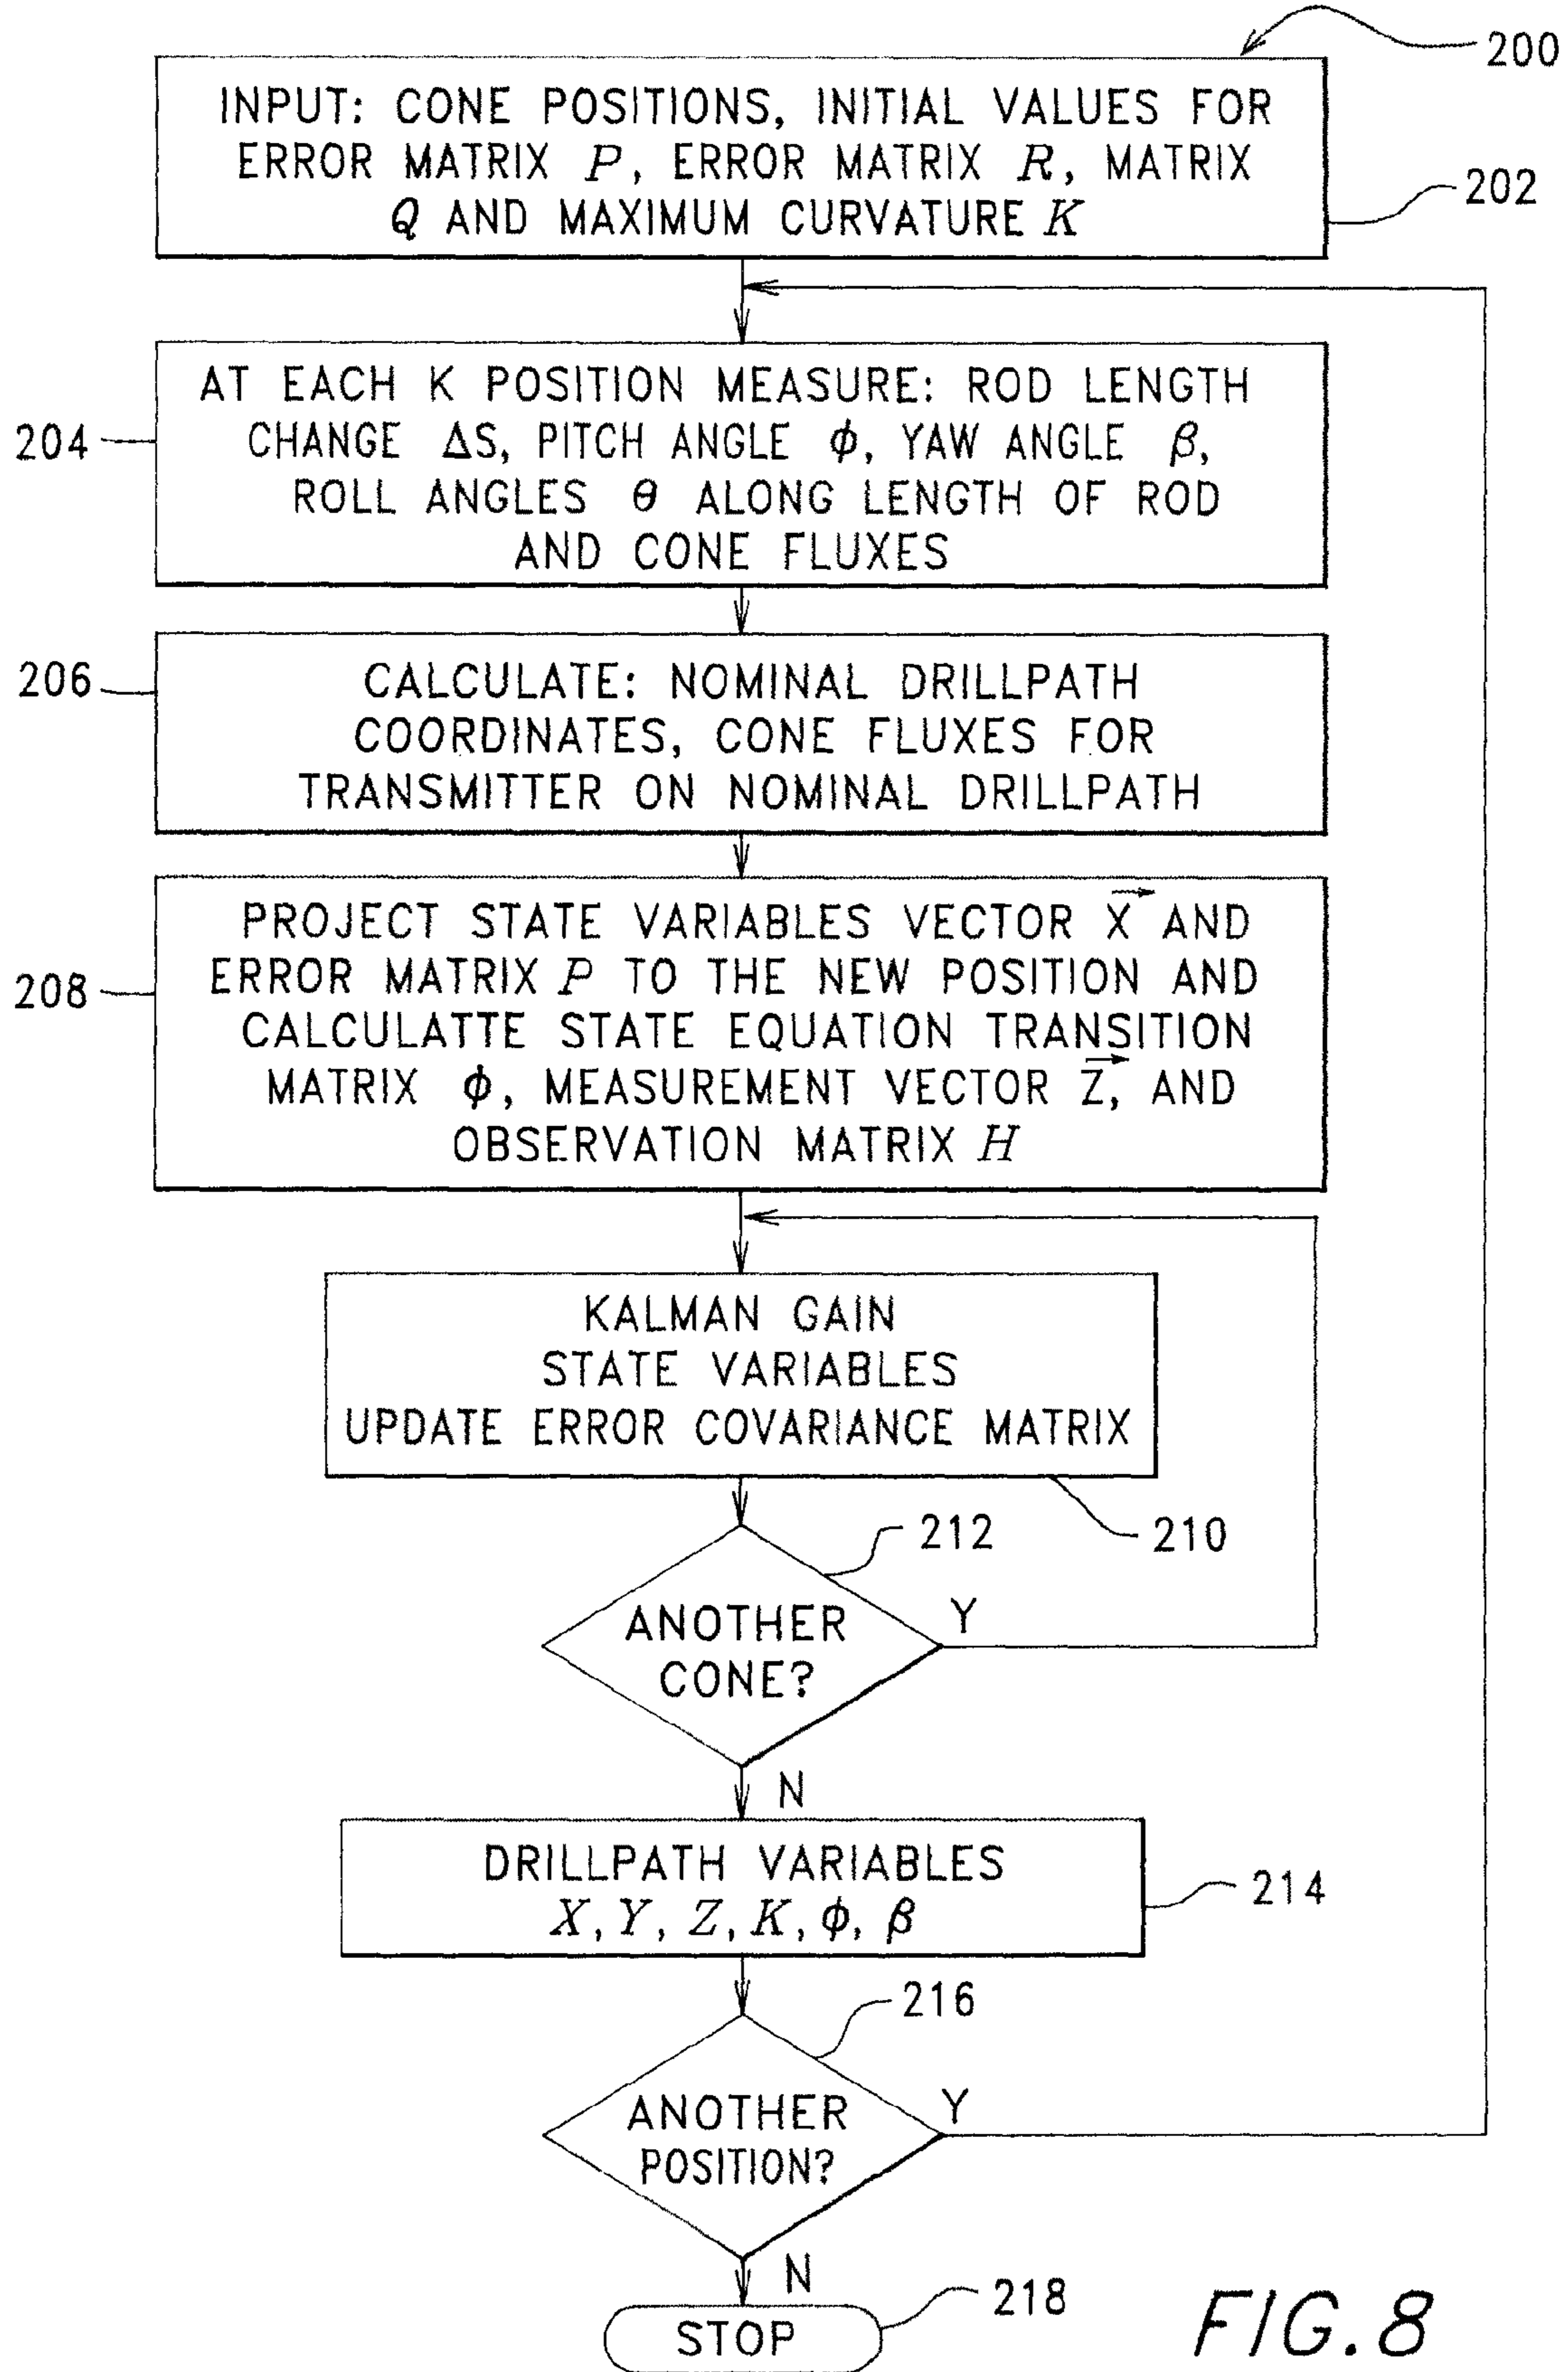 200
INPUT: CONE POSITIONS, INITIAL VALUES FOR
ERROR MATRIX P, ERROR MATRIX R, MATRIX
Q AND MAXIMUM CURVATURE K
202
AT EACH K POSITION MEASURE: ROD LENGTH
CHANGE ΔS, PITCH ANGLE ϕ, YAW ANGLE β,
ROLL ANGLES θ ALONG LENGTH OF ROD
AND CONE FLUXES
204
CALCULATE: NOMINAL DRILLPATH
COORDINATES, CONE FLUXES FOR
TRANSMITTER ON NOMINAL DRILLPATH
206
PROJECT STATE VARIABLES VECTOR X⃗ AND
ERROR MATRIX P TO THE NEW POSITION AND
CALCULATTE STATE EQUATION TRANSITION
MATRIX ϕ, MEASUREMENT VECTOR Z⃗, AND
OBSERVATION MATRIX H
208
KALMAN GAIN
STATE VARIABLES
UPDATE ERROR COVARIANCE MATRIX
210
212
ANOTHER
CONE?
Y
N
DRILLPATH VARIABLES
X, Y, Z, K, ϕ, β
214
216
ANOTHER
POSITION?
Y
N
STOP
218
FIG. 8